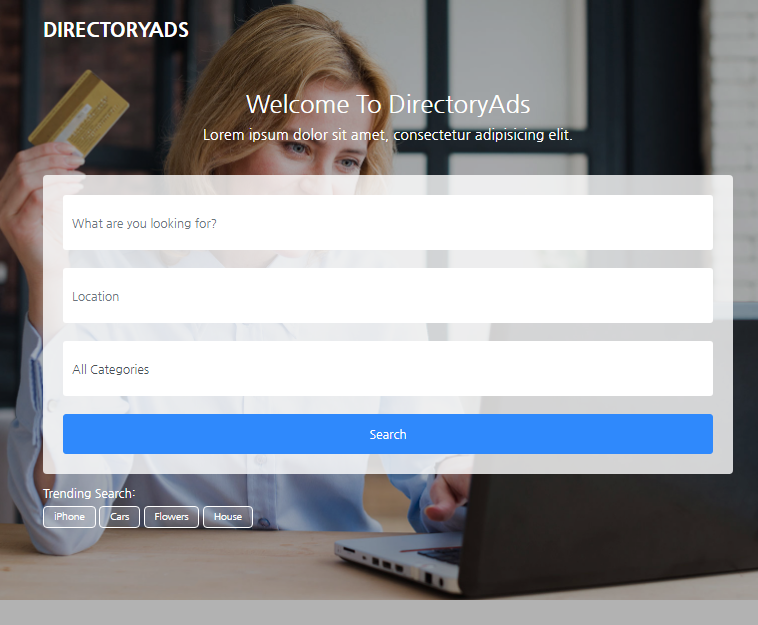 DIRECTORYADS
Welcome To DirectoryAds
Lorem ipsum dolor sit amet, consectetur adipisicing elit.
What are you looking for?
Location
All Categories
Search
Trending Search:
iPhone Cars Flowers House